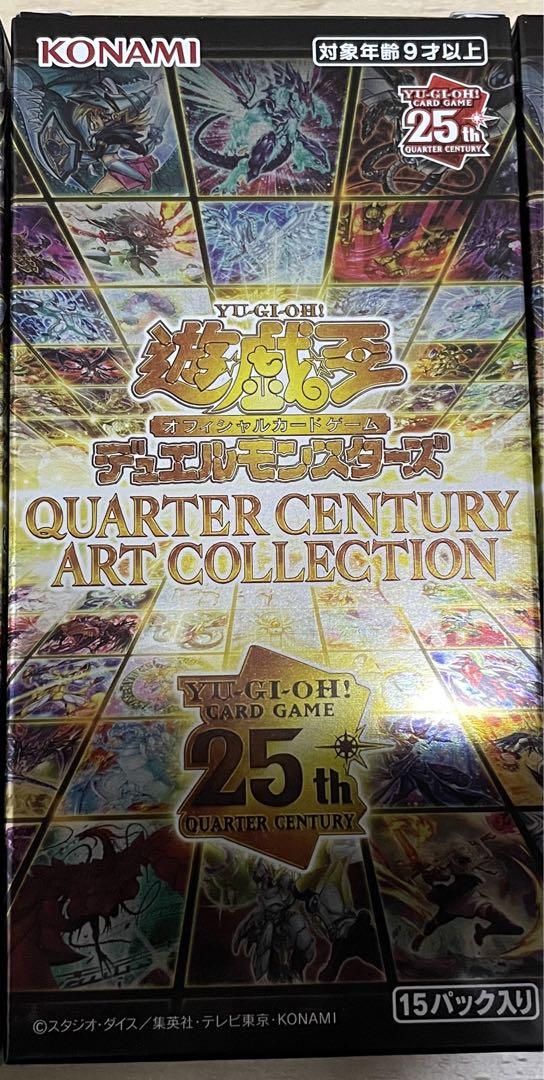 KONAMI
対象年齢9才以上
YU-GI-OH!
CARD GAME
25th
QUARTER CENTURY
YU-GI-OH!
遊戯王
オフィシャルカードゲーム
デュエルモンスターズ
QUARTER CENTURY
ART COLLECTION
YU-GI-OH!
CARD GAME
25th
QUARTER CENTURY
15パック入り
©スタジオ・ダイス／集英社・テレビ東京・KONAMI